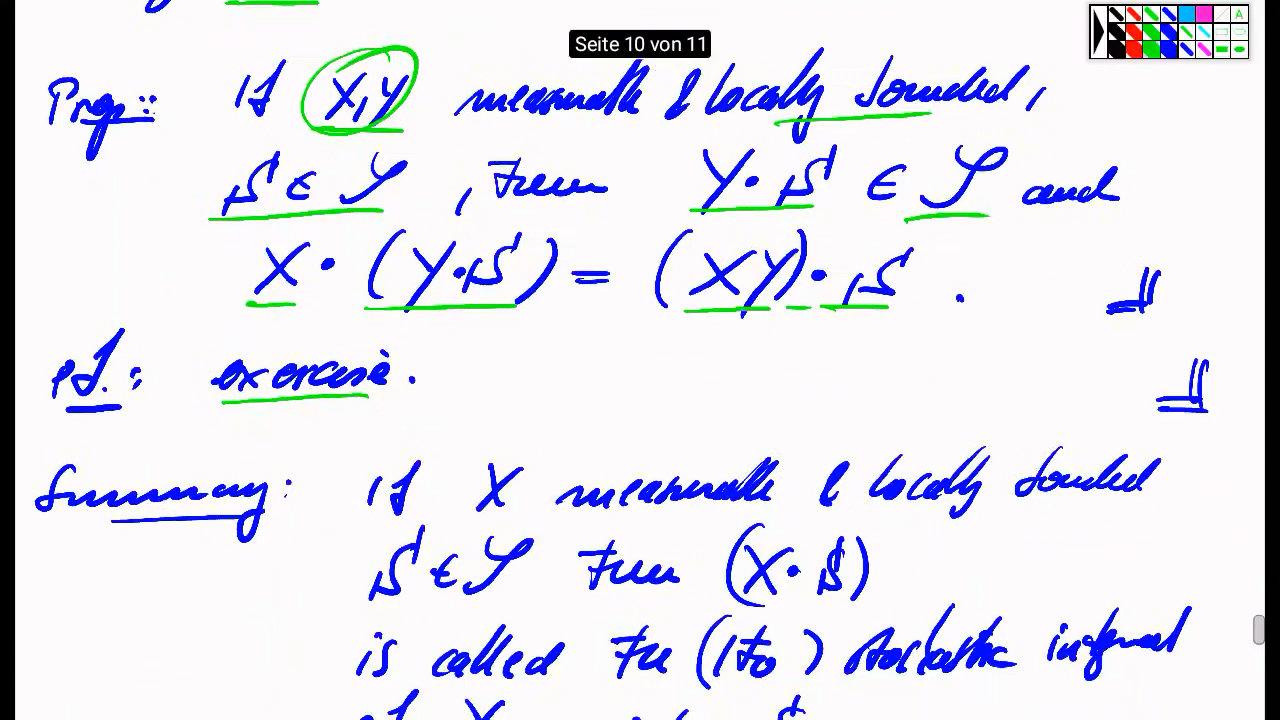 Seite 10 von 11
Prop.: if X,Y measurable & locally bounded,
S ∈ 𝒮, then Y • S ∈ 𝒮 and
X • (Y • S) = (XY) • S .
pf.: exercise.
Summary: if X measurable & locally bounded
S ∈ 𝒮 then (X • S)
is called the (Itô) stochastic integral
of X